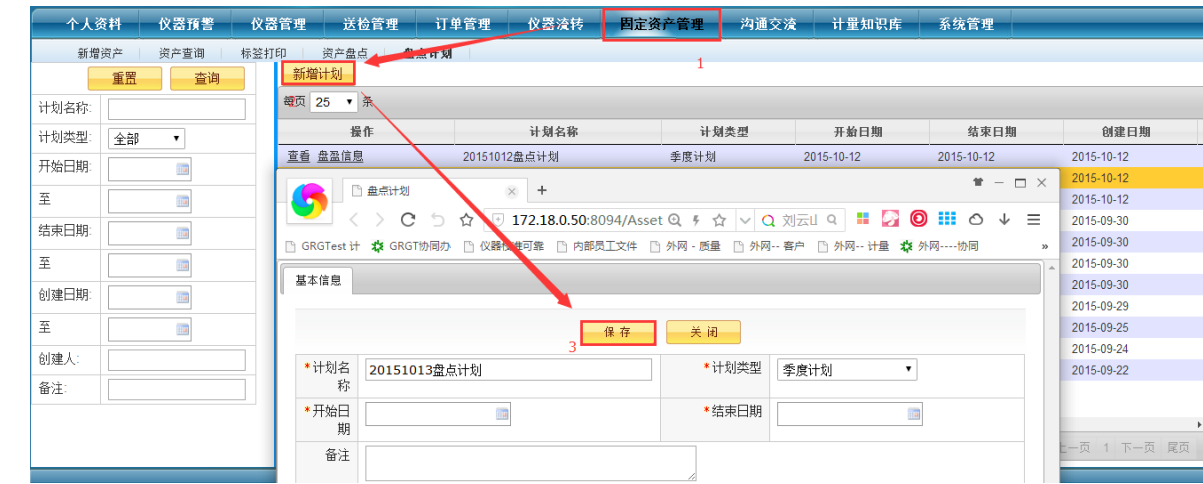 个人资料 仪器预警 仪器管理 送检管理 订单管理 仪器流转 固定资产管理 沟通交流 计量知识库 系统管理
新增资产 资产查询 标签打印 资产盘点 盘点计划
1
重置 查询
新增计划
计划名称:
计划类型: 全部
开始日期:
至
结束日期:
至
创建日期:
至
创建人:
备注:
每页 25 条
操作 计划名称 计划类型 开始日期 结束日期 创建日期
查看 盘盈信息 20151012盘点计划 季度计划 2015-10-12 2015-10-12 2015-10-12
2015-10-12
2015-10-12
2015-09-30
2015-09-30
2015-09-30
2015-09-30
2015-09-29
2015-09-25
2015-09-24
2015-09-22
上一页 1 下一页 尾页
盘点计划
172.18.0.50:8094/Asset 刘云山
GRGTest 计 GRGT协同办 仪器校准可靠 内部员工文件 外网 - 质量 外网-- 客户 外网-- 计量 外网----协同 »
基本信息
保 存 关 闭
3
*计划名称 20151013盘点计划 *计划类型 季度计划
*开始日期 *结束日期
备注